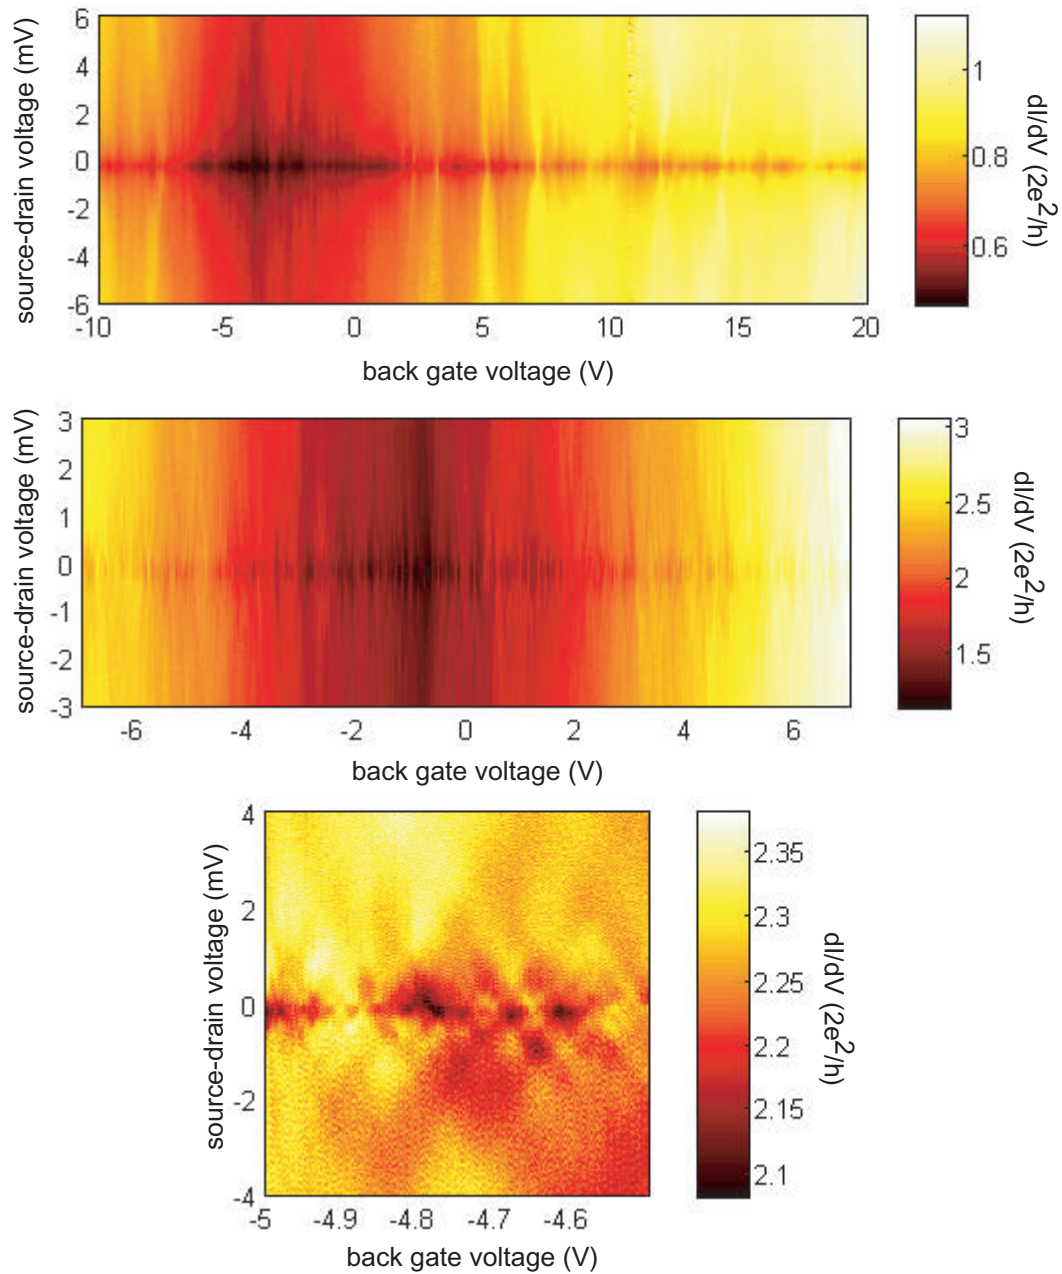 6
4
2
0
-2
-4
-6
source-drain voltage (mV)
-10 -5 0 5 10 15 20
back gate voltage (V)
1
0.8
0.6
dI/dV (2e²/h)
3
2
1
0
-1
-2
-3
source-drain voltage (mV)
-6 -4 -2 0 2 4 6
back gate voltage (V)
3
2.5
2
1.5
dI/dV (2e²/h)
4
2
0
-2
-4
source-drain voltage (mV)
-5 -4.9 -4.8 -4.7 -4.6
back gate voltage (V)
2.35
2.3
2.25
2.2
2.15
2.1
dI/dV (2e²/h)